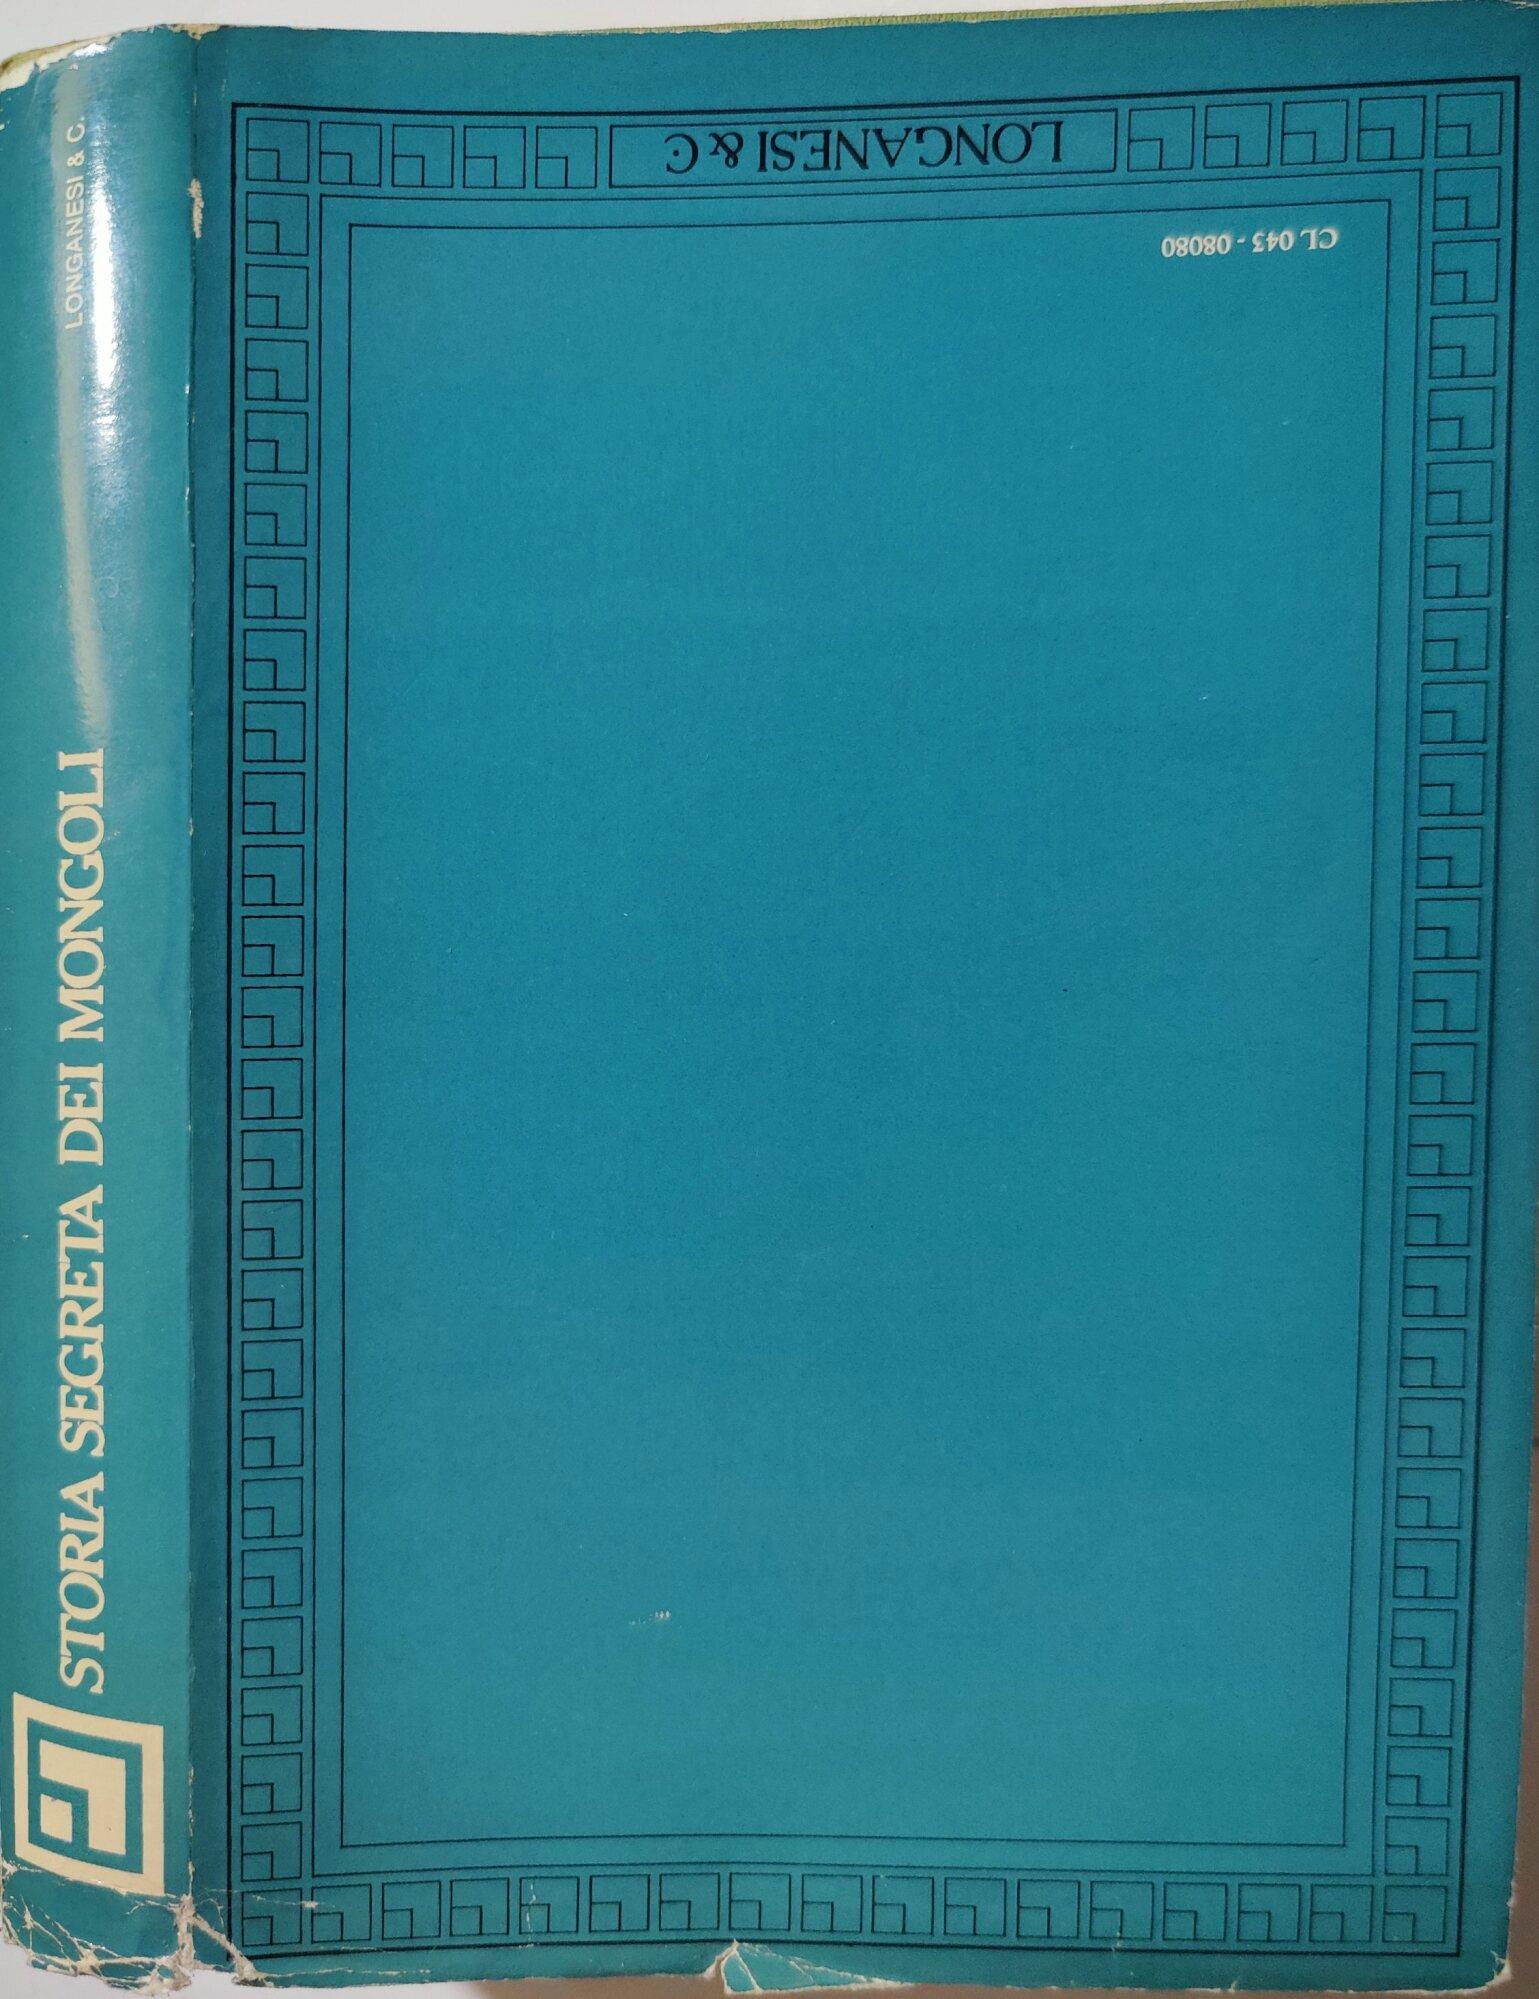 STORIA SEGRETA DEI MONGOLI
LONGANESI & C.
CL 043 - 08080
LONGANESI & C